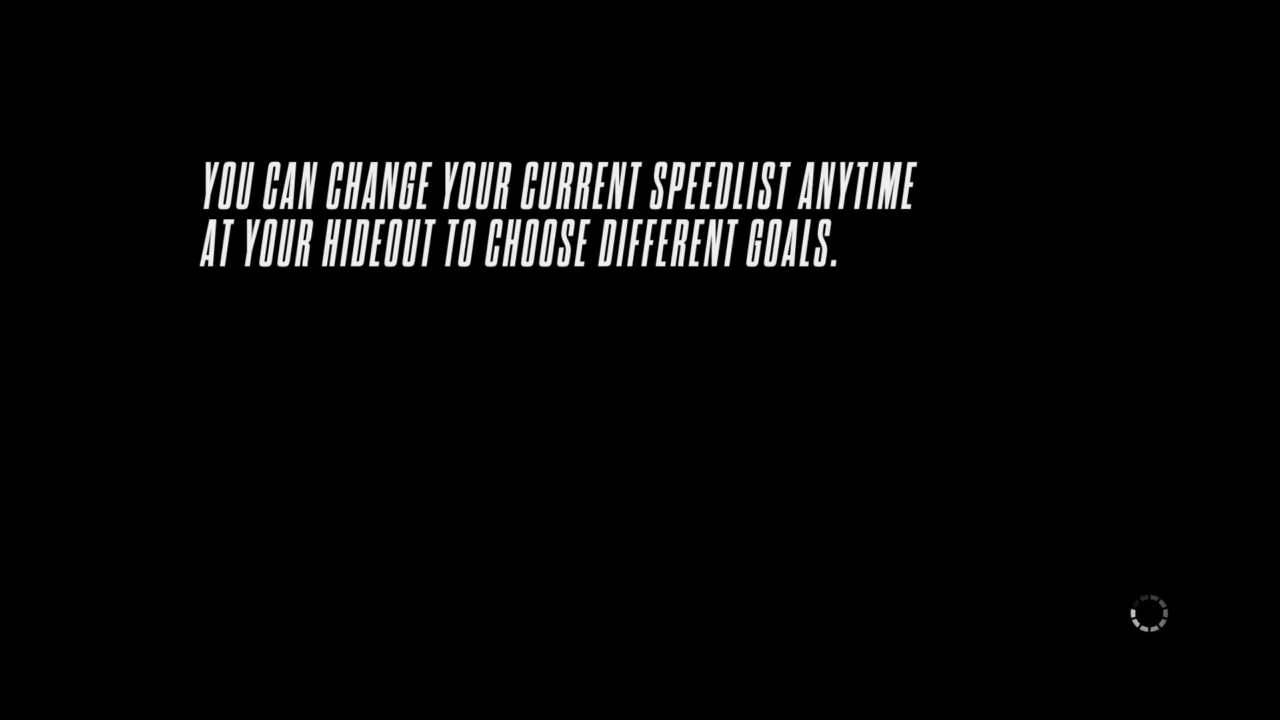 YOU CAN CHANGE YOUR CURRENT SPEEDLIST ANYTIME
AT YOUR HIDEOUT TO CHOOSE DIFFERENT GOALS.